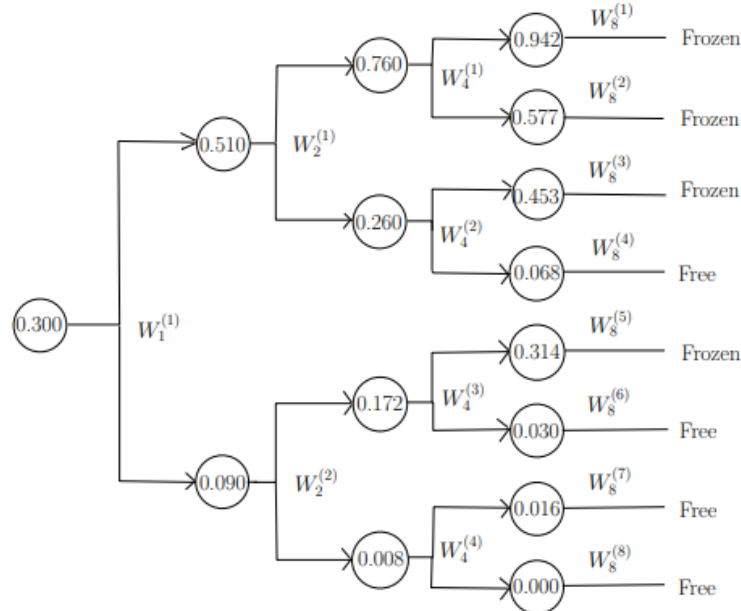 W_8^{(1)}
0.942
Frozen
0.760
W_4^{(1)}
W_8^{(2)}
0.577
Frozen
0.510
W_2^{(1)}
W_8^{(3)}
0.453
Frozen
0.260
W_4^{(2)}
W_8^{(4)}
0.068
Free
0.300
W_1^{(1)}
W_8^{(5)}
0.314
Frozen
0.172
W_4^{(3)}
W_8^{(6)}
0.030
Free
0.090
W_2^{(2)}
W_8^{(7)}
0.016
Free
0.008
W_4^{(4)}
W_8^{(8)}
0.000
Free